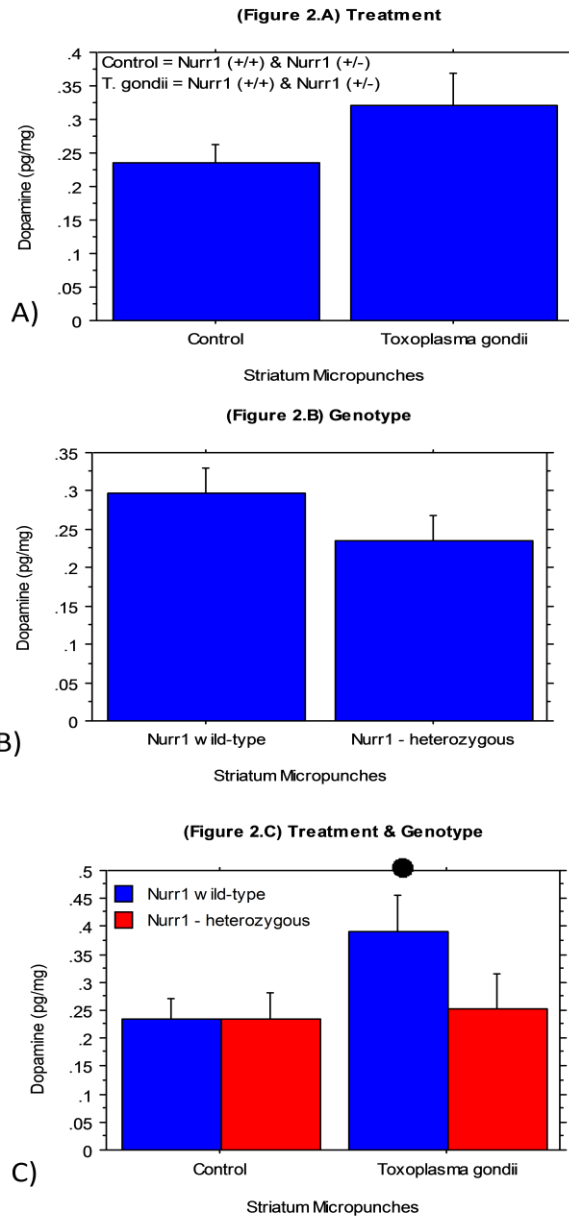 (Figure 2.A) Treatment
Control = Nurr1 (+/+) & Nurr1 (+/-)
T. gondii = Nurr1 (+/+) & Nurr1 (+/-)
.4
.35
.3
.25
.2
.15
.1
.05
0
Dopamine (pg/mg)
A)
Control Toxoplasma gondii
Striatum Micropunches
(Figure 2.B) Genotype
.35
.3
.25
.2
.15
.1
.05
0
Dopamine (pg/mg)
B)
Nurr1 wild-type Nurr1 - heterozygous
Striatum Micropunches
(Figure 2.C) Treatment & Genotype
Nurr1 wild-type
Nurr1 - heterozygous
.5
.45
.4
.35
.3
.25
.2
.15
.1
.05
0
Dopamine (pg/mg)
C)
Control Toxoplasma gondii
Striatum Micropunches